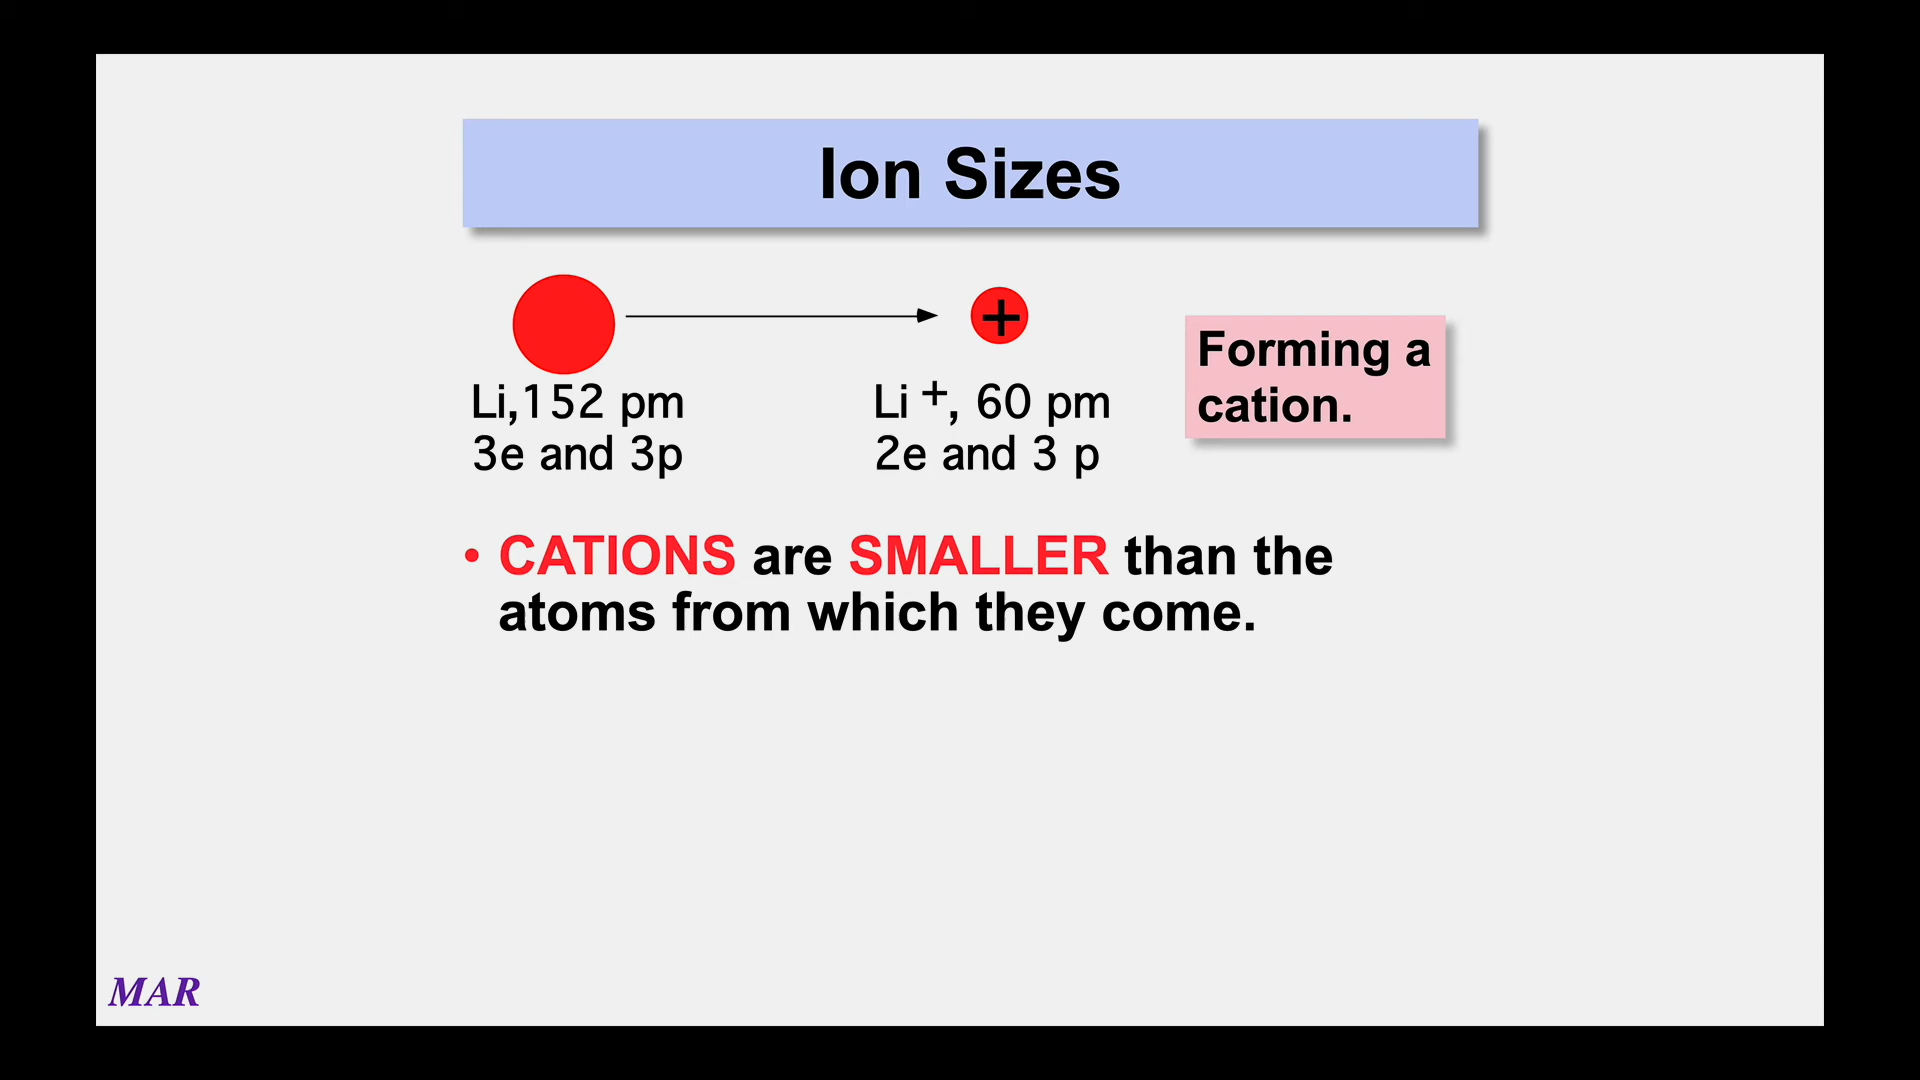 Ion Sizes
+
Li,152 pm
3e and 3p
Li +, 60 pm
2e and 3 p
Forming a
cation.
• CATIONS are SMALLER than the
atoms from which they come.
MAR